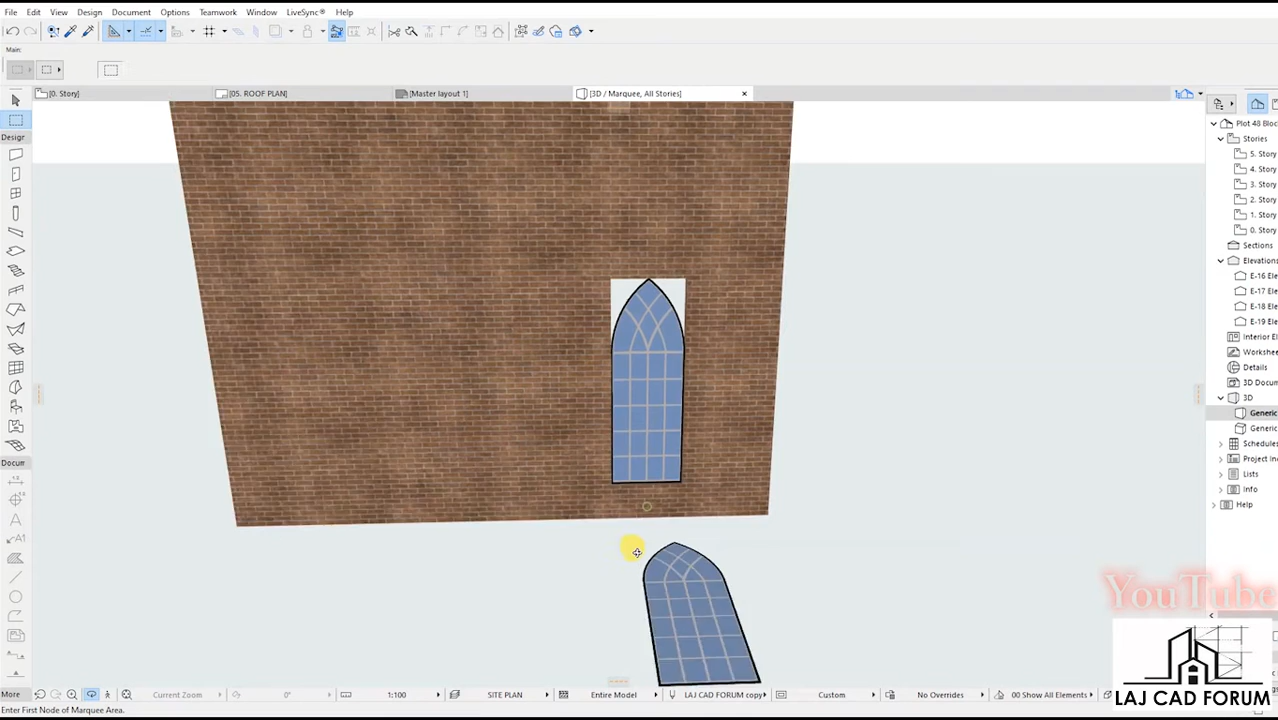 File Edit View Design Document Options Teamwork Window LiveSync® Help
Main:
[0. Story] [05. ROOF PLAN] [Master layout 1] [3D / Marquee, All Stories]
Design
Docum
More
Plot 48 Bloc
Stories
5. Story
4. Story
3. Story
2. Story
1. Story
0. Story
Sections
Elevations
E-16 Ele
E-17 Ele
E-18 Ele
E-19 Ele
Interior E
Workshee
Details
3D Docum
3D
Generic
Generic
Schedules
Project In
Lists
Info
Help
YouTube
LAJ CAD FORUM
Current Zoom 0° 1:100 SITE PLAN Entire Model LAJ CAD FORUM copy Custom No Overrides 00 Show All Elements
Enter First Node of Marquee Area.